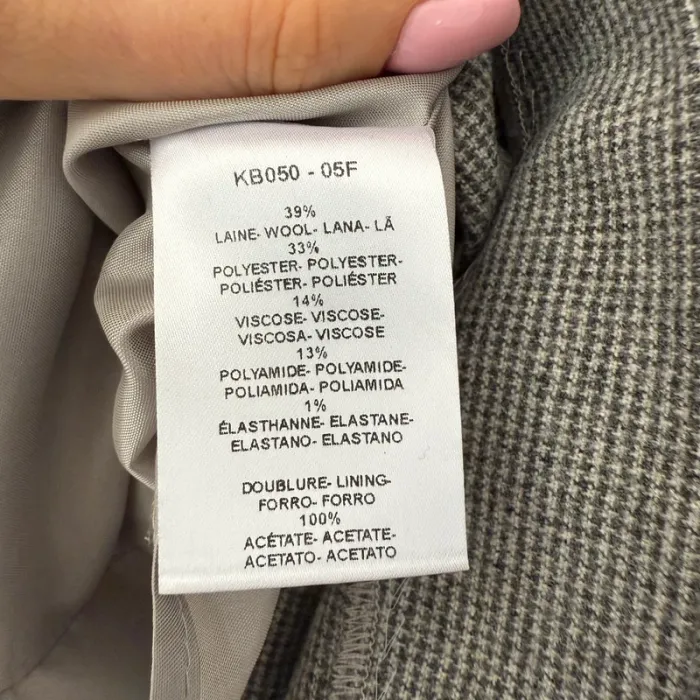 KB050 - 05F
39%
LAINE- WOOL- LANA- LÃ
33%
POLYESTER- POLYESTER-
POLIÉSTER- POLIÉSTER
14%
VISCOSE- VISCOSE-
VISCOSA- VISCOSE
13%
POLYAMIDE- POLYAMIDE-
POLIAMIDA- POLIAMIDA
1%
ÉLASTHANNE- ELASTANE-
ELASTANO- ELASTANO
DOUBLURE- LINING-
FORRO- FORRO
100%
ACÉTATE- ACETATE-
ACETATO- ACETATO